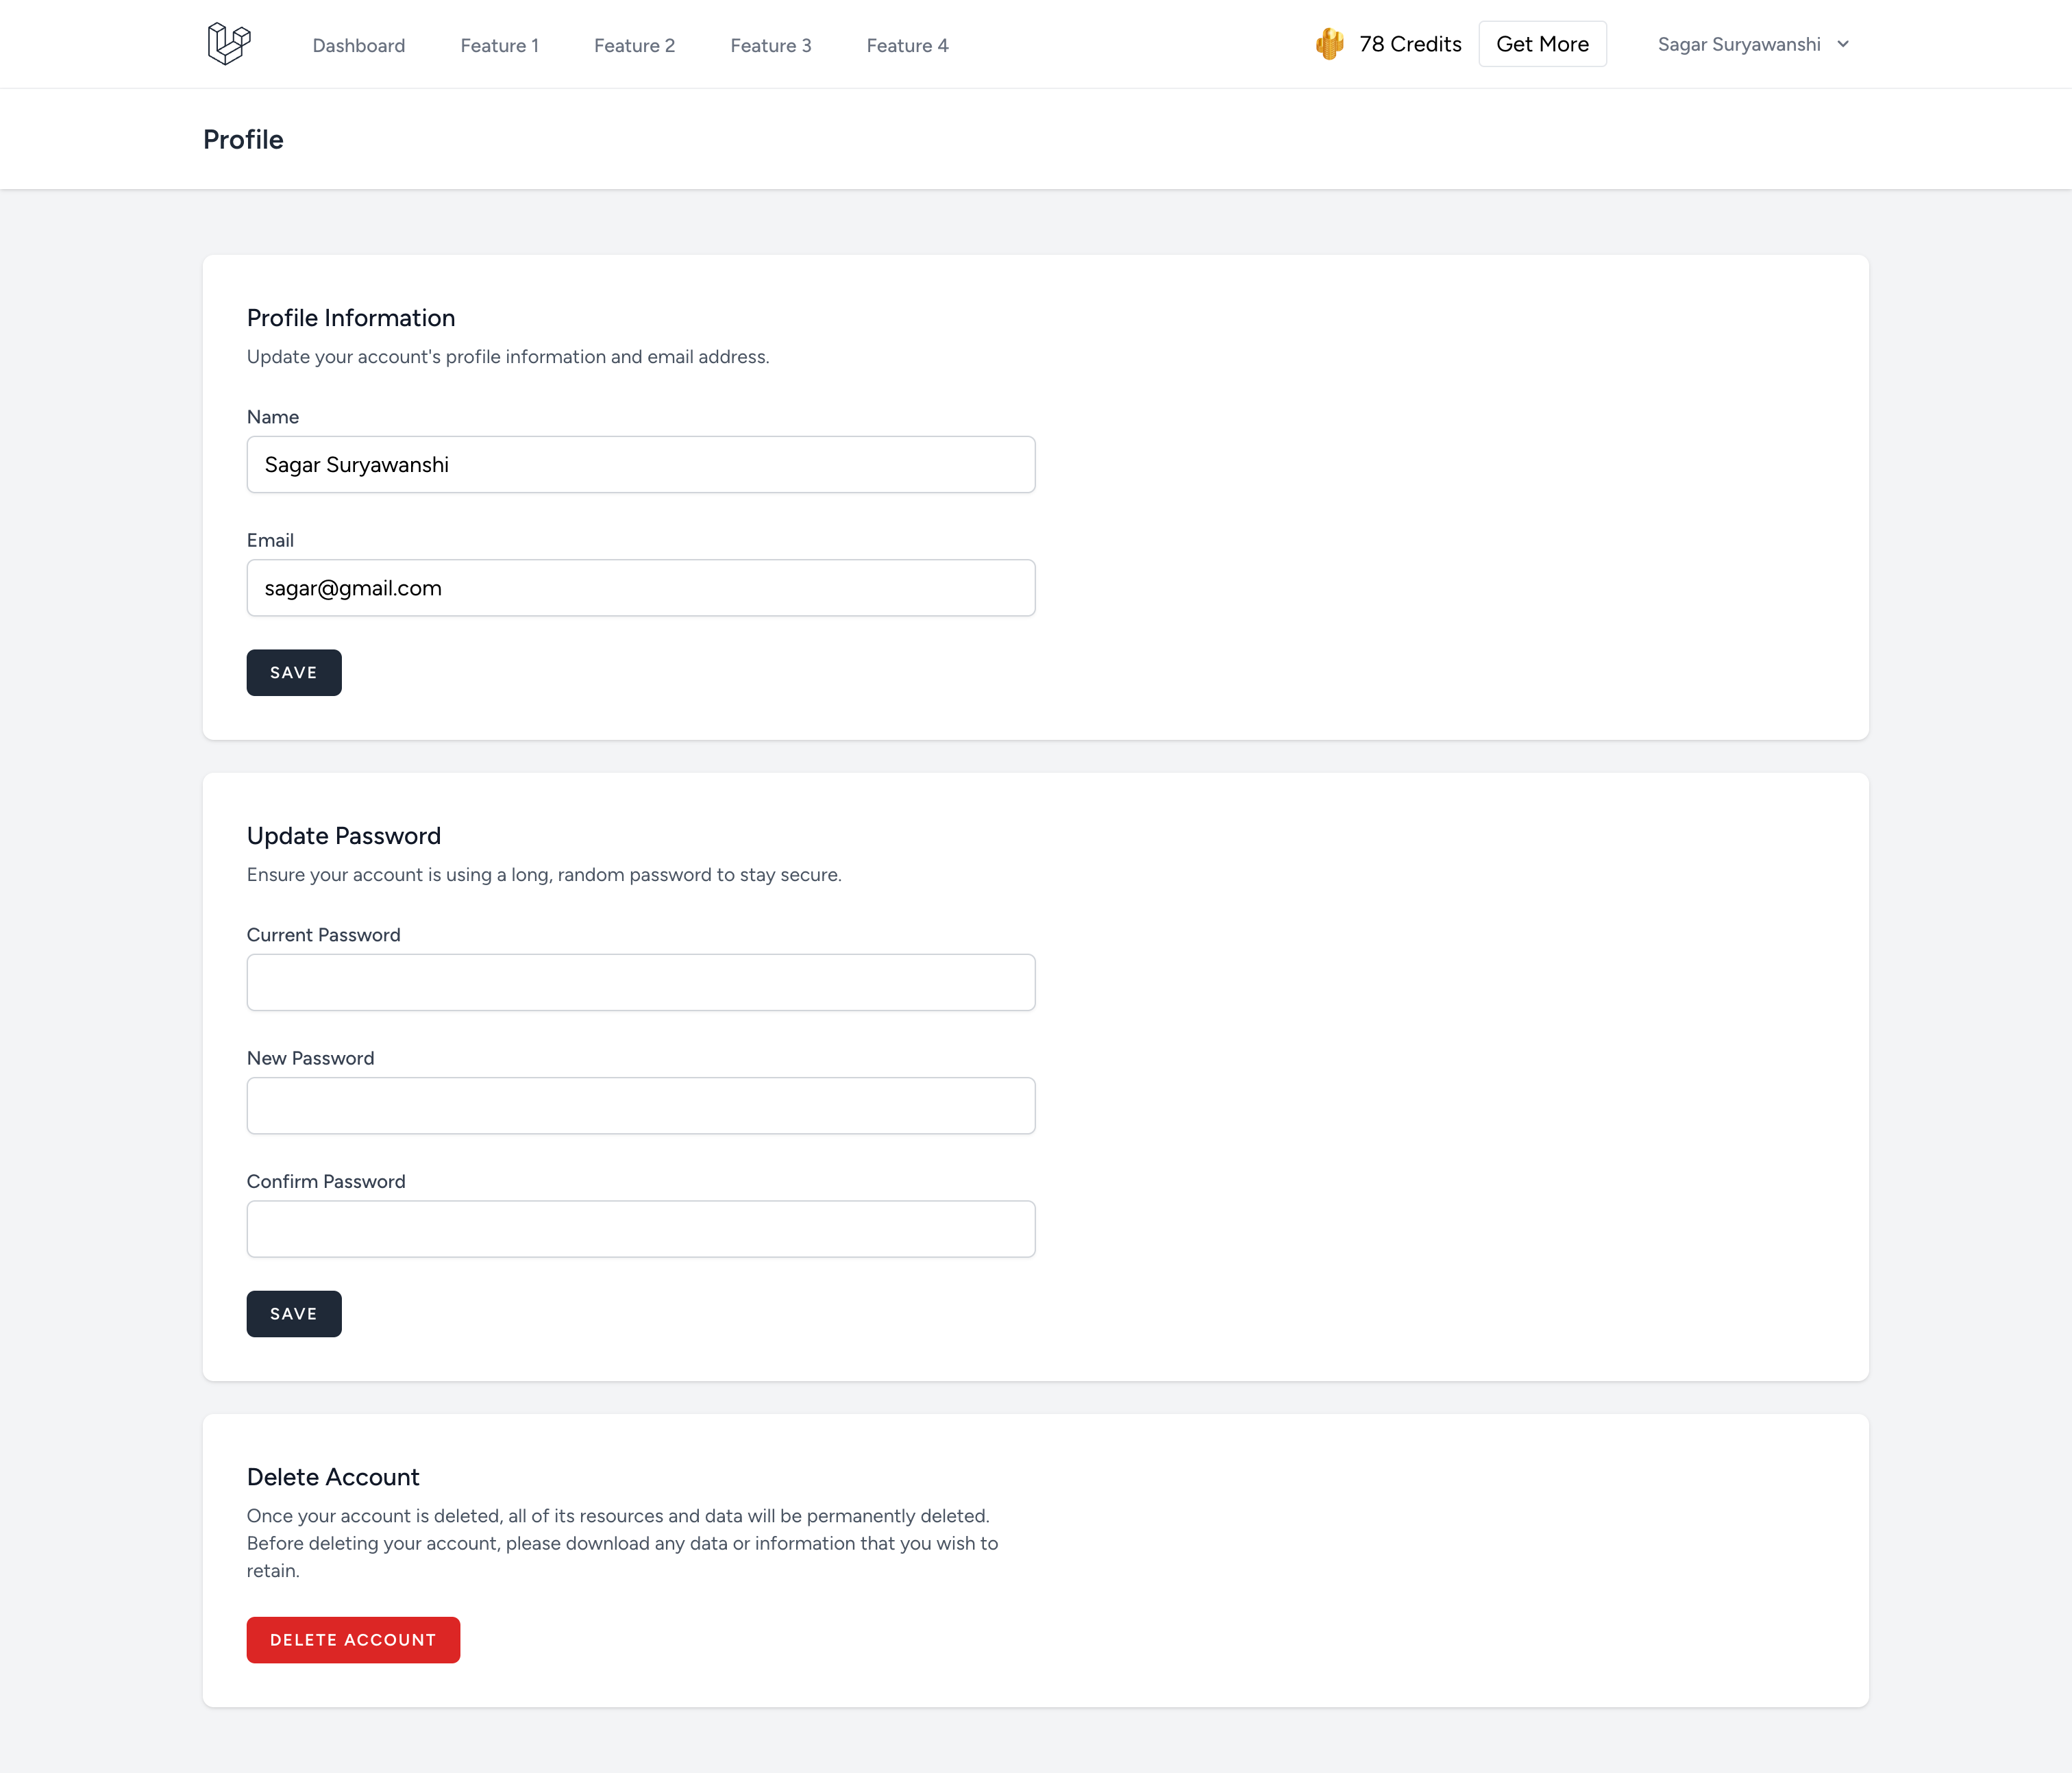 Dashboard Feature 1 Feature 2 Feature 3 Feature 4 78 Credits Get More Sagar Suryawanshi
Profile
Profile Information
Update your account's profile information and email address.
Name
Sagar Suryawanshi
Email
sagar@gmail.com
SAVE
Update Password
Ensure your account is using a long, random password to stay secure.
Current Password
New Password
Confirm Password
SAVE
Delete Account
Once your account is deleted, all of its resources and data will be permanently deleted.
Before deleting your account, please download any data or information that you wish to
retain.
DELETE ACCOUNT